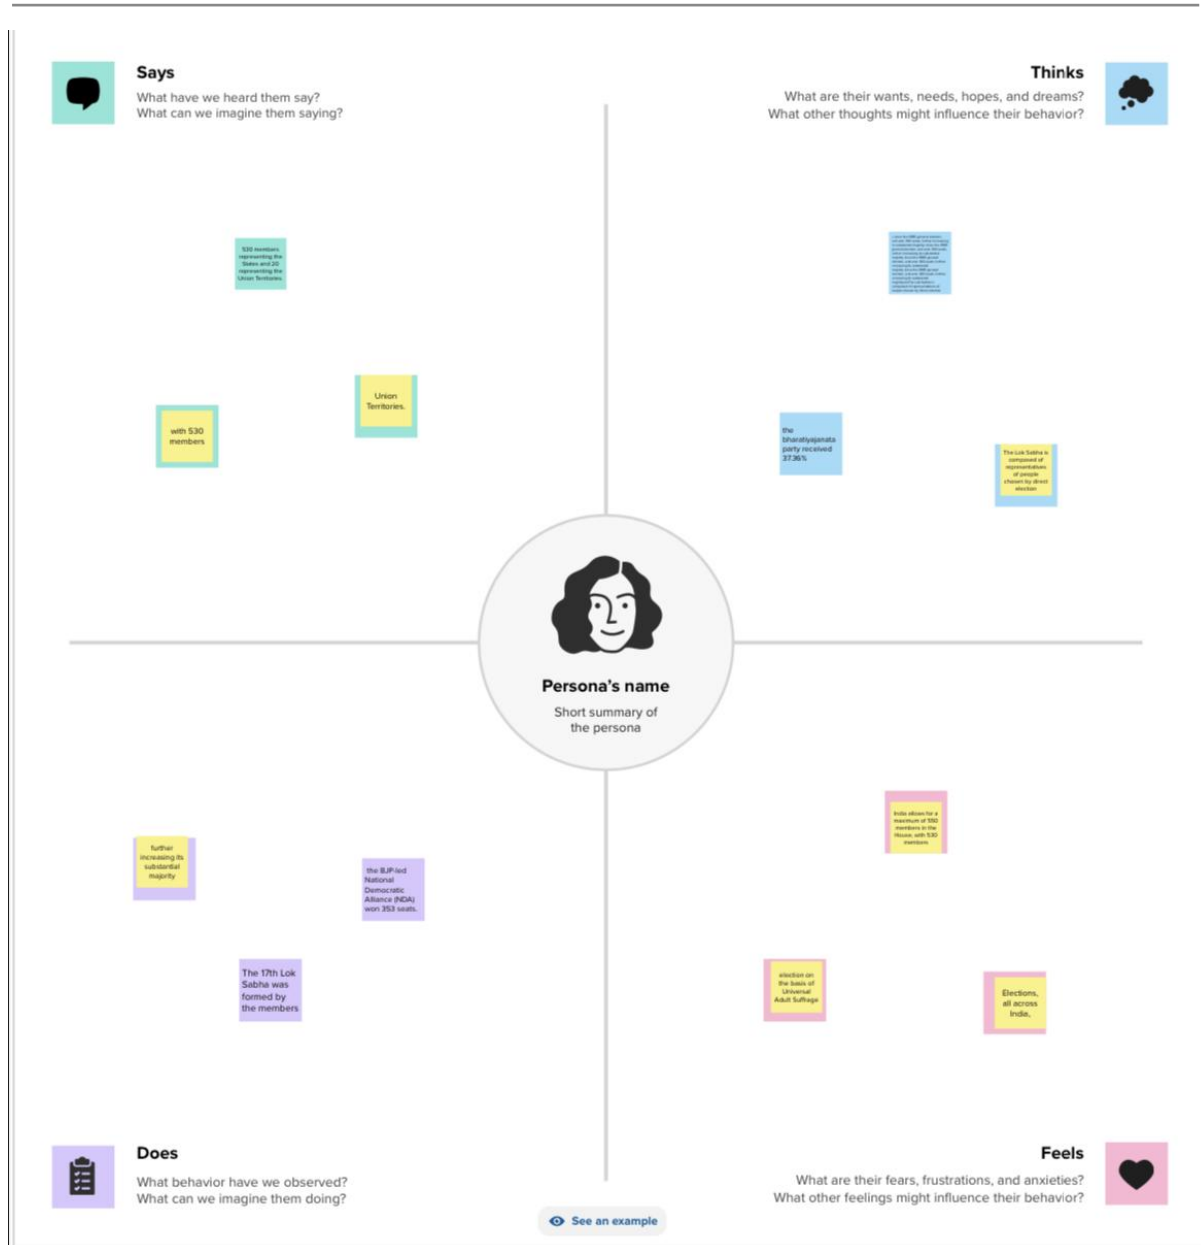 Says
What have we heard them say?
What can we imagine them saying?
Thinks
What are their wants, needs, hopes, and dreams?
What other thoughts might influence their behavior?
530 members
representing the
States and 20
representing the
Union Territories.
with 530
members
Union
Territories.
the
bharatiyajanata
party received
37.36%
The Lok Sabha is
composed of
representatives
of people
chosen by direct
election
Persona's name
Short summary of
the persona
further
increasing its
substantial
majority
the BJP-led
National
Democratic
Alliance (NDA)
won 353 seats.
The 17th Lok
Sabha was
formed by
the members
India allows for a
maximum of 550
members in the
House, with 530
members
election on
the basis of
Universal
Adult Suffrage
Elections,
all across
India,
Does
What behavior have we observed?
What can we imagine them doing?
Feels
What are their fears, frustrations, and anxieties?
What other feelings might influence their behavior?
See an example